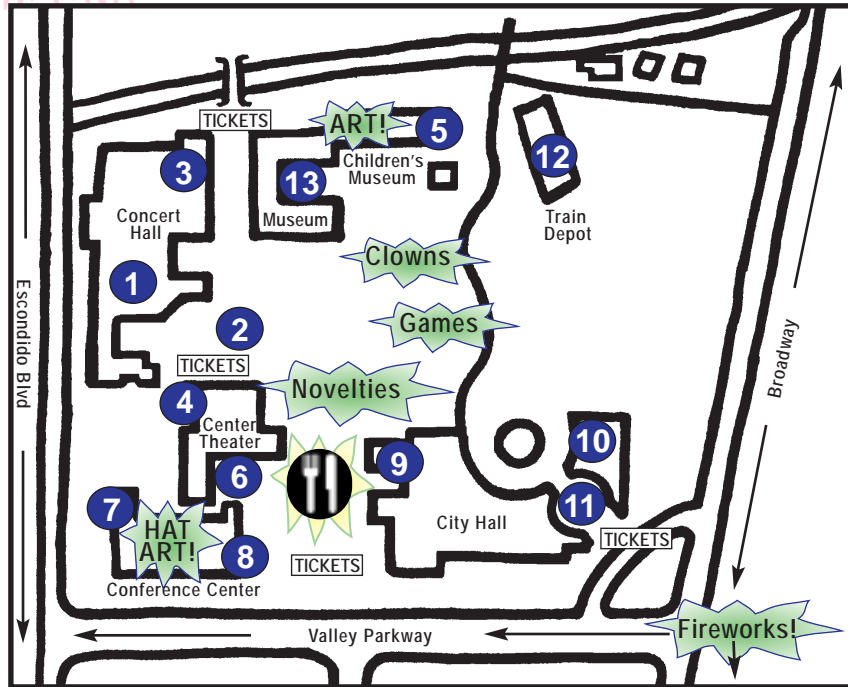 TICKETS
ART!
5
3
13
Children's
Museum
12
Concert
Hall
Museum
Train
Depot
Clowns
1
Escondido Blvd
2
Games
Broadway
TICKETS
Novelties
4
Center
Theater
10
6
9
7
HAT
ART!
City Hall
11
8
TICKETS
TICKETS
Conference Center
Valley Parkway
Fireworks!